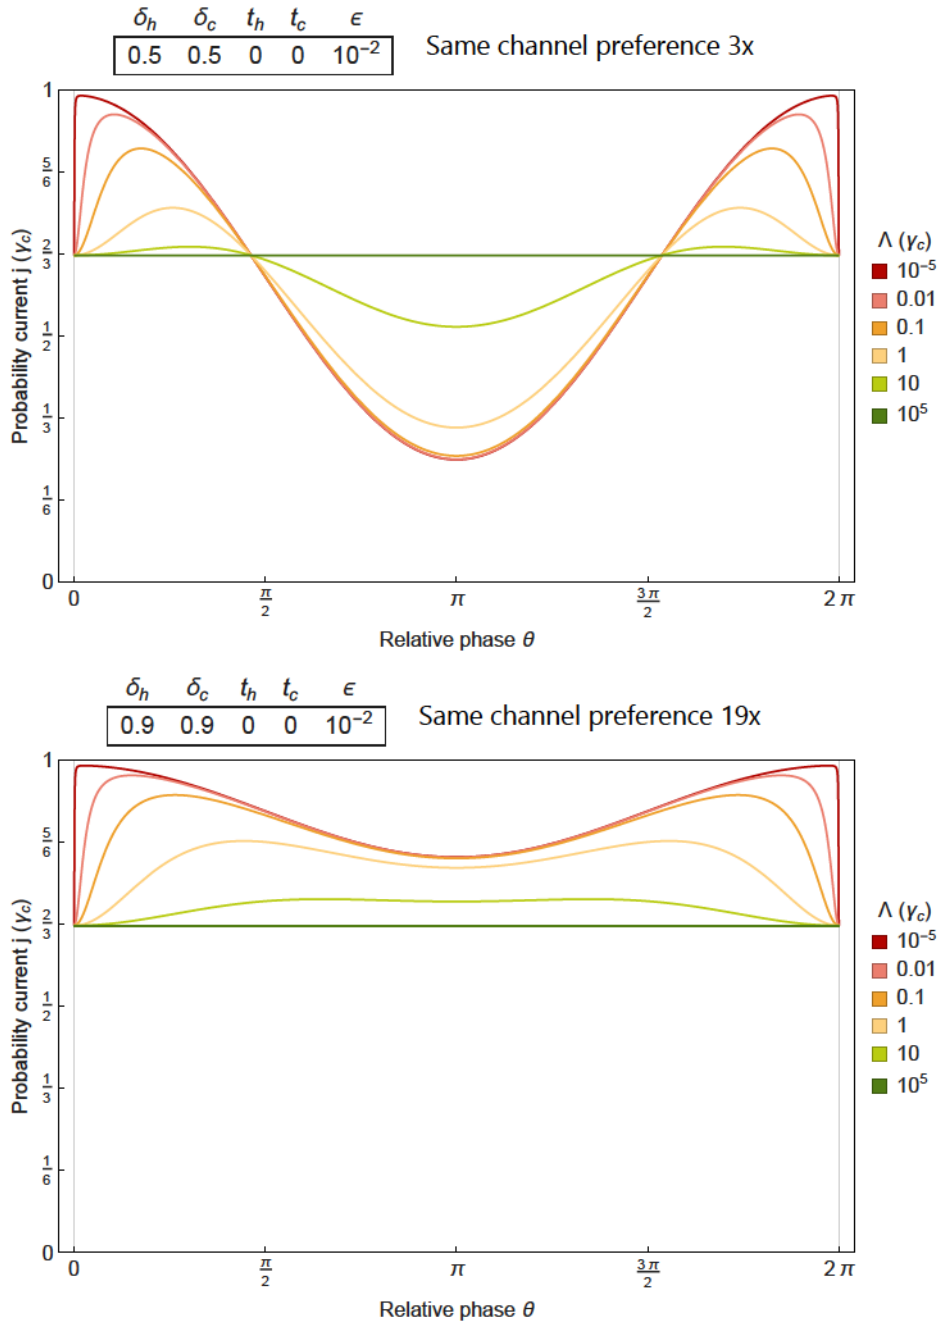 δh δc th tc ϵ
0.5 0.5 0 0 10⁻²
Same channel preference 3x
Probability current j (γc)
1
5/6
2/3
1/2
1/3
1/6
0
0 π/2 π 3π/2 2π
Relative phase θ
Λ (γc)
10⁻⁵
0.01
0.1
1
10
10⁵
δh δc th tc ϵ
0.9 0.9 0 0 10⁻²
Same channel preference 19x
Probability current j (γc)
1
5/6
2/3
1/2
1/3
1/6
0
0 π/2 π 3π/2 2π
Relative phase θ
Λ (γc)
10⁻⁵
0.01
0.1
1
10
10⁵